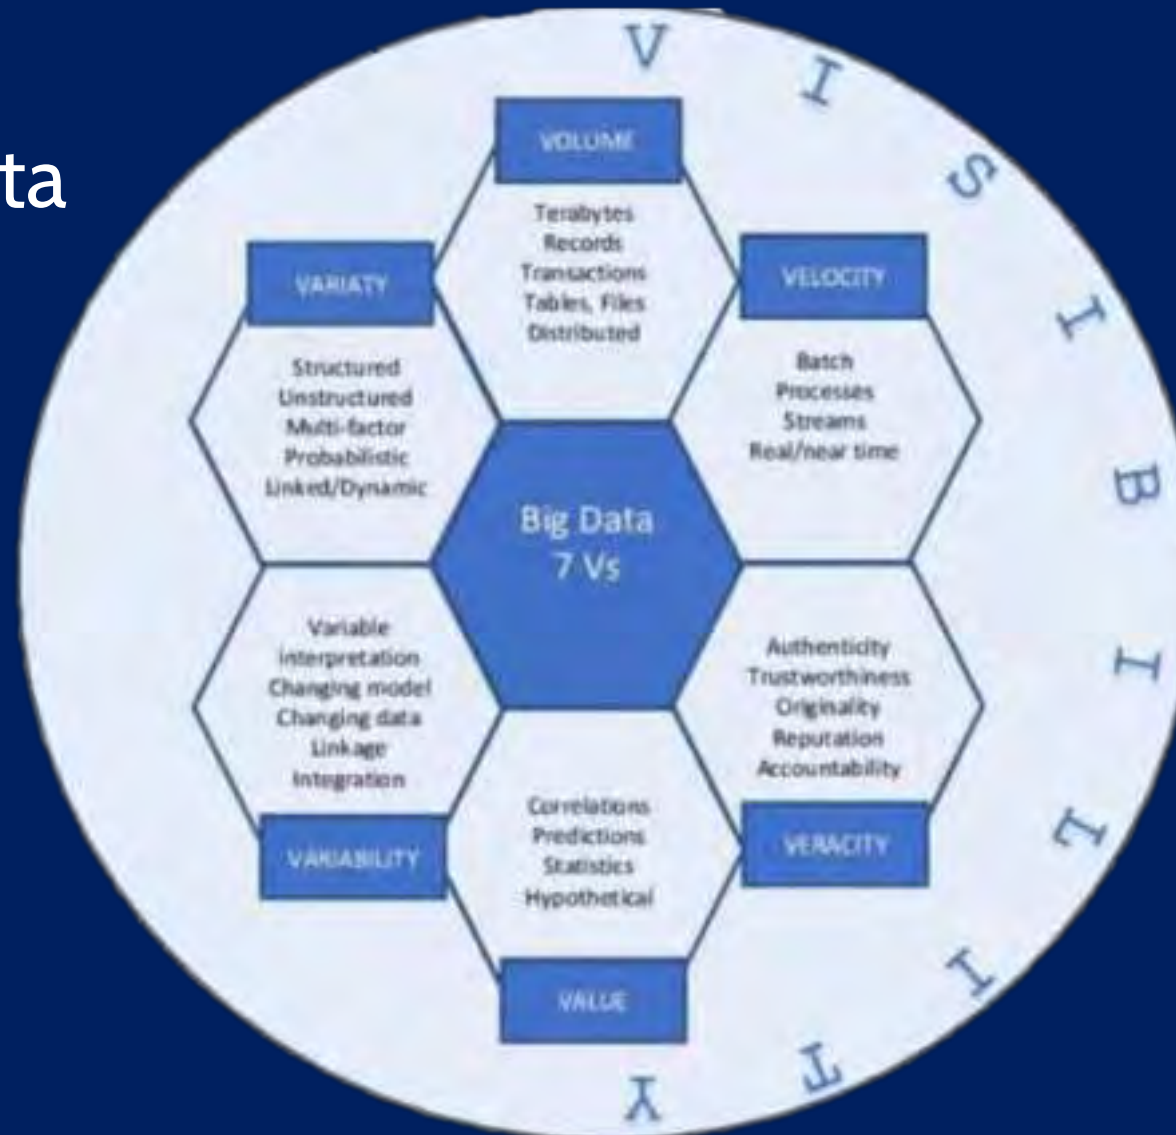 ta
VISIBILITY
VOLUME
Terabytes
Records
Transactions
Tables, Files
Distributed
VARIATY
Structured
Unstructured
Multi-factor
Probabilistic
Linked/Dynamic
VELOCITY
Batch
Processes
Streams
Real/near time
Big Data
7 Vs
Variable
interpretation
Changing model
Changing data
Linkage
Integration
VARIABILITY
Authenticity
Trustworthiness
Originality
Reputation
Accountability
VERACITY
Correlations
Predictions
Statistics
Hypothetical
VALUE